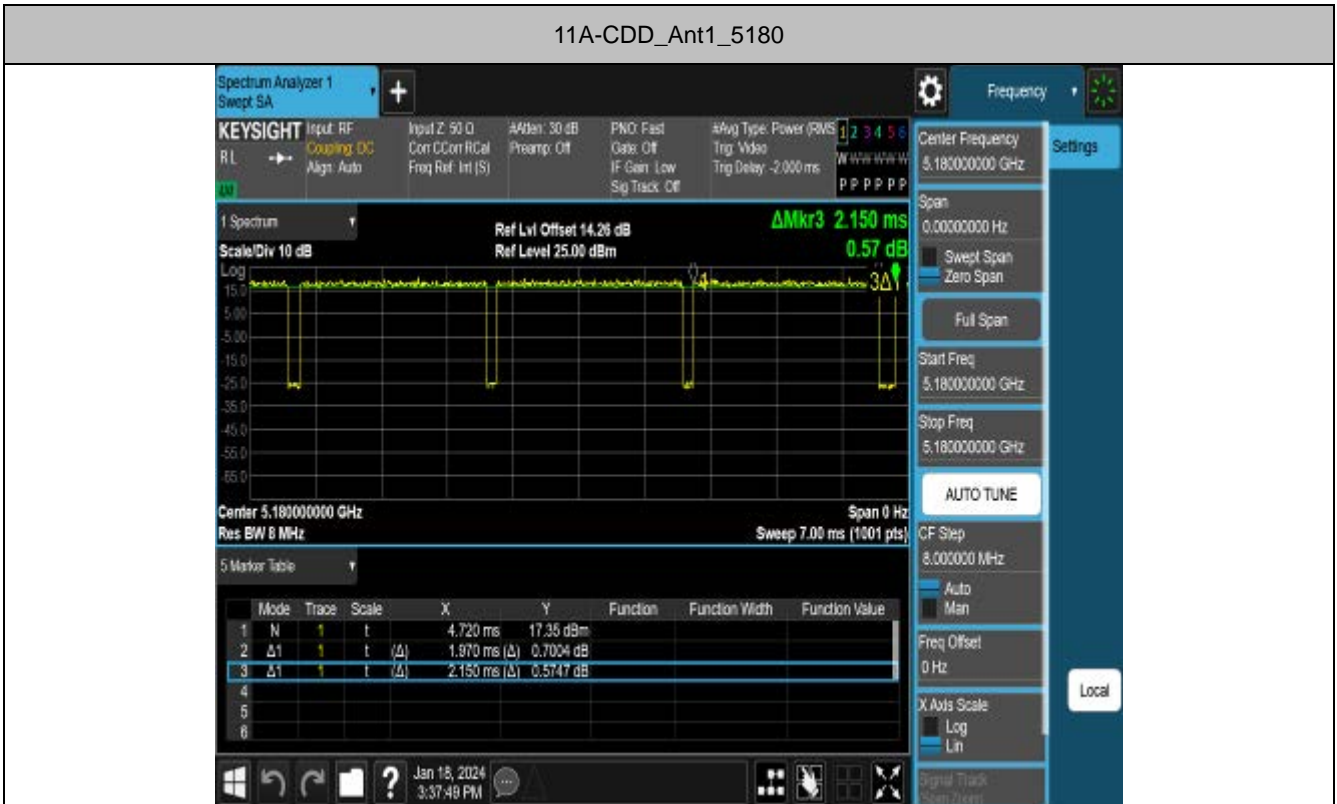 11A-CDD_Ant1_5180
Spectrum Analyzer 1
Swept SA
+
Frequency
KEYSIGHT
RL
Input: RF
Coupling: DC
Align: Auto
Input Z: 50 Ω
Corr CCorr RCal
Freq Ref: Int (S)
#Atten: 30 dB
Preamp: Off
PNO: Fast
Gate: Off
IF Gain: Low
Sig Track: Off
#Avg Type: Power (RMS
Trig: Video
Trig Delay: -2.000 ms
1 2 3 4 5 6
W W W W W W
P P P P P P
Center Frequency
5.180000000 GHz
Settings
Span
0.00000000 Hz
Swept Span
Zero Span
Full Span
Start Freq
5.180000000 GHz
Stop Freq
5.180000000 GHz
AUTO TUNE
CF Step
8.000000 MHz
Auto
Man
Freq Offset
0 Hz
X Axis Scale
Log
Lin
Signal Track
Local
1 Spectrum
Scale/Div 10 dB
Ref Lvl Offset 14.26 dB
Ref Level 25.00 dBm
ΔMkr3 2.150 ms
0.57 dB
Log
15.0
5.00
-5.00
-15.0
-25.0
-35.0
-45.0
-55.0
-65.0
3Δ
Center 5.180000000 GHz
Res BW 8 MHz
Span 0 Hz
Sweep 7.00 ms (1001 pts)
5 Marker Table
Mode Trace Scale X Y Function Function Width Function Value
1 N 1 t 4.720 ms 17.35 dBm
2 Δ1 1 t (Δ) 1.970 ms (Δ) 0.7004 dB
3 Δ1 1 t (Δ) 2.150 ms (Δ) 0.5747 dB
4
5
6
?
Jan 18, 2024
3:37:49 PM